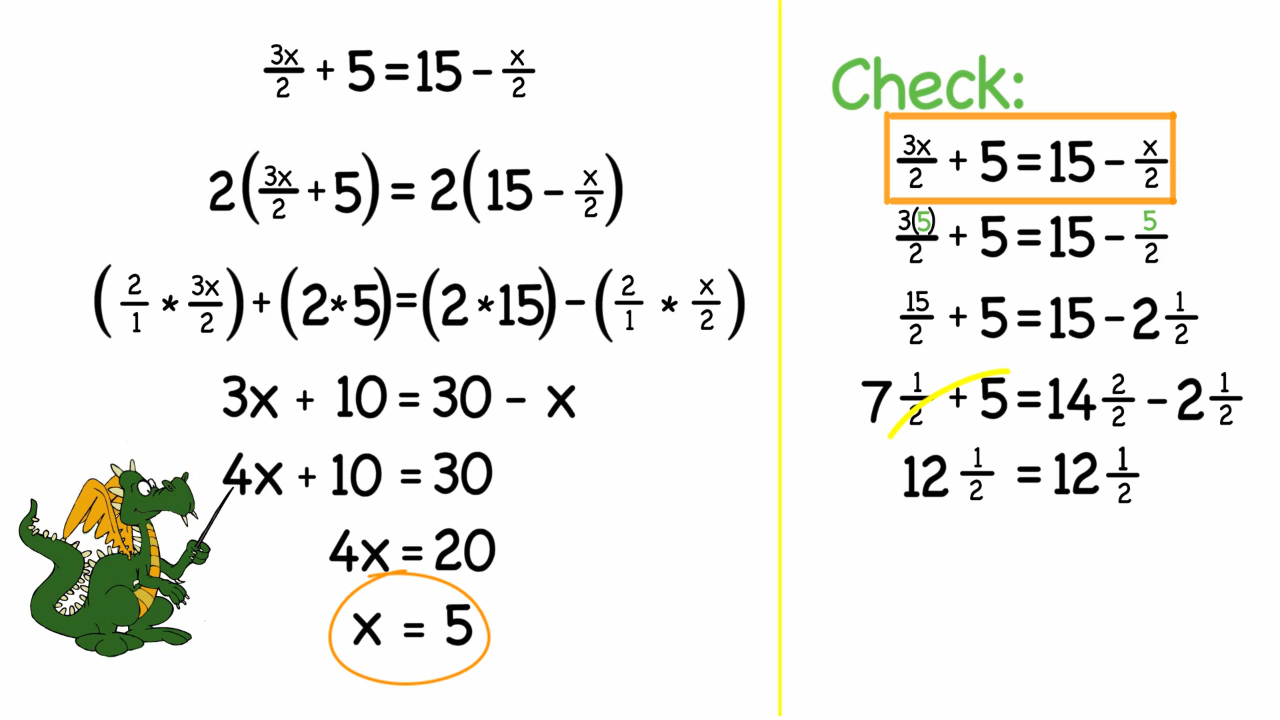 3x/2 + 5 = 15 - x/2
2(3x/2 + 5) = 2(15 - x/2)
(2/1 * 3x/2) + (2*5) = (2*15) - (2/1 * x/2)
3x + 10 = 30 - x
4x + 10 = 30
4x = 20
x = 5
Check:
3x/2 + 5 = 15 - x/2
3(5)/2 + 5 = 15 - 5/2
15/2 + 5 = 15 - 2 1/2
7 1/2 + 5 = 14 2/2 - 2 1/2
12 1/2 = 12 1/2